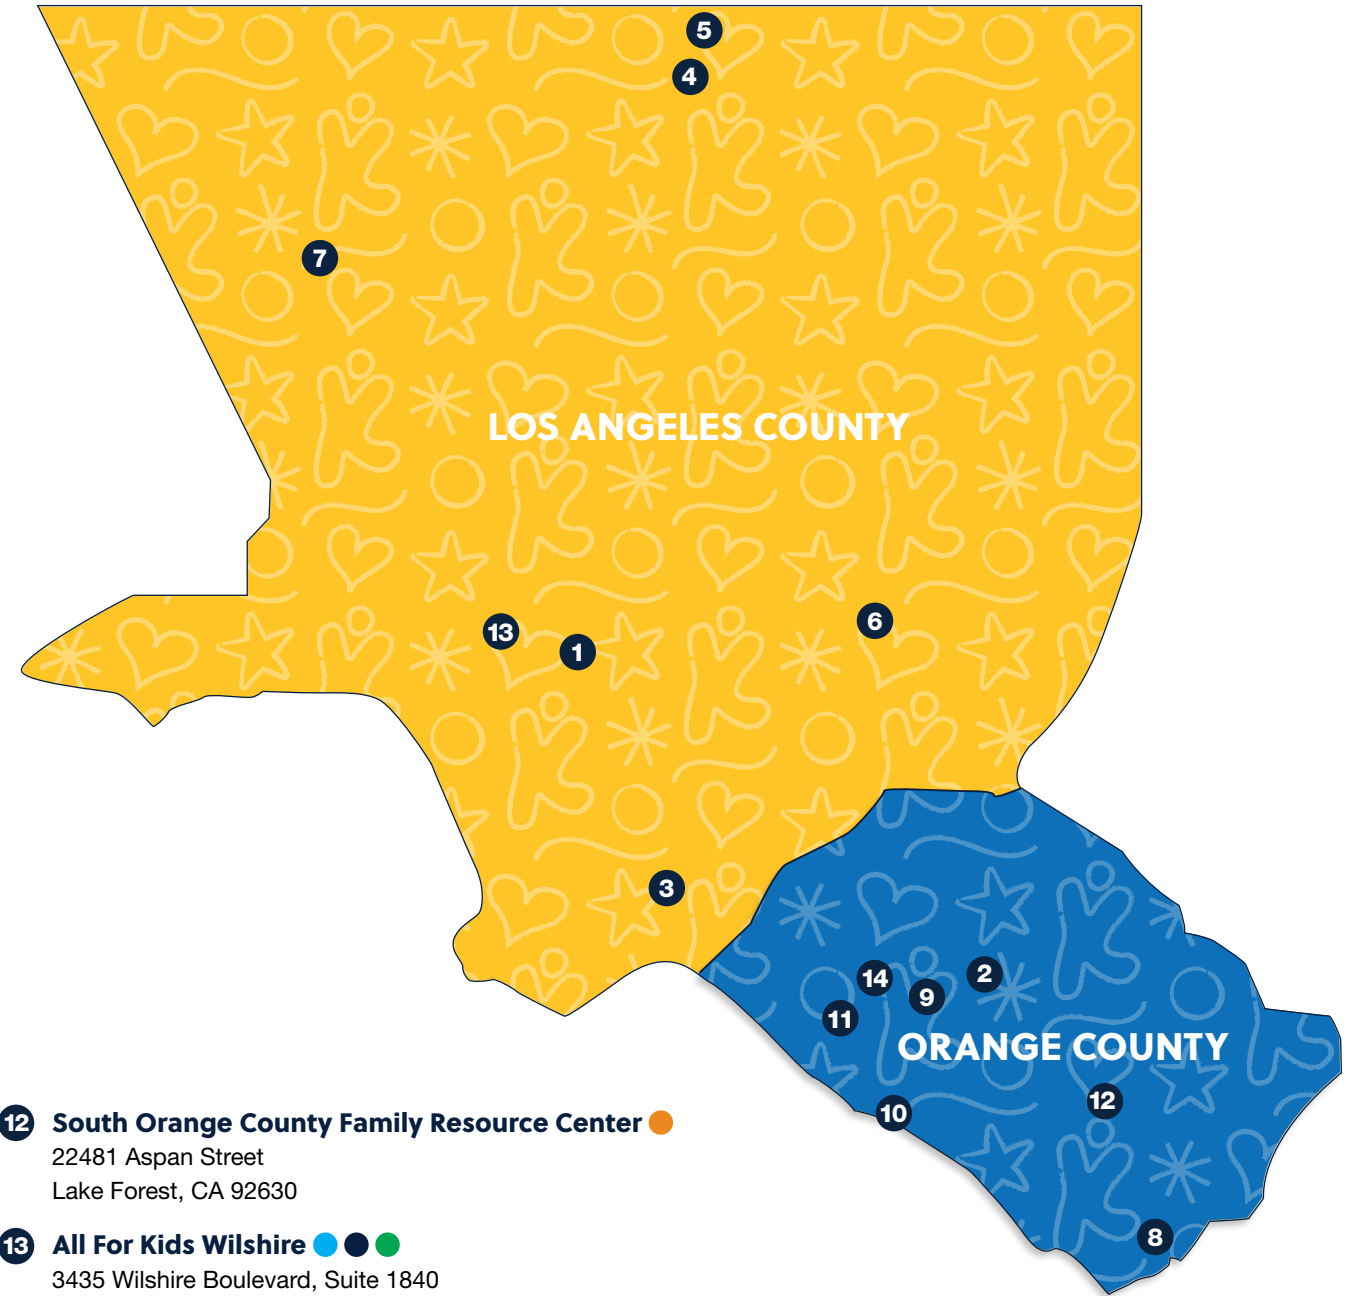 5
4
7
LOS ANGELES COUNTY
6
13
1
3
2
14
9
11
ORANGE COUNTY
12
10
8
12 South Orange County Family Resource Center
22481 Aspan Street
Lake Forest, CA 92630
13 All For Kids Wilshire
3435 Wilshire Boulevard, Suite 1840